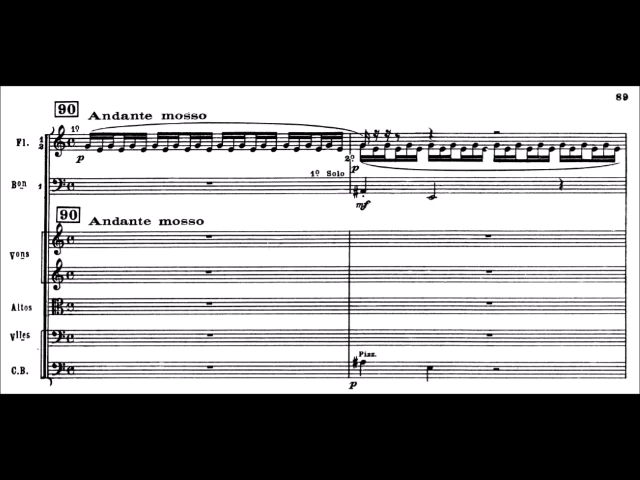 89
90 Andante mosso
1º
Fl. 1
2
p
2º
p
1º Solo
Bon 1
mf
90 Andante mosso
Vons
Altos
Vlles
Pizz.
C.B.
p